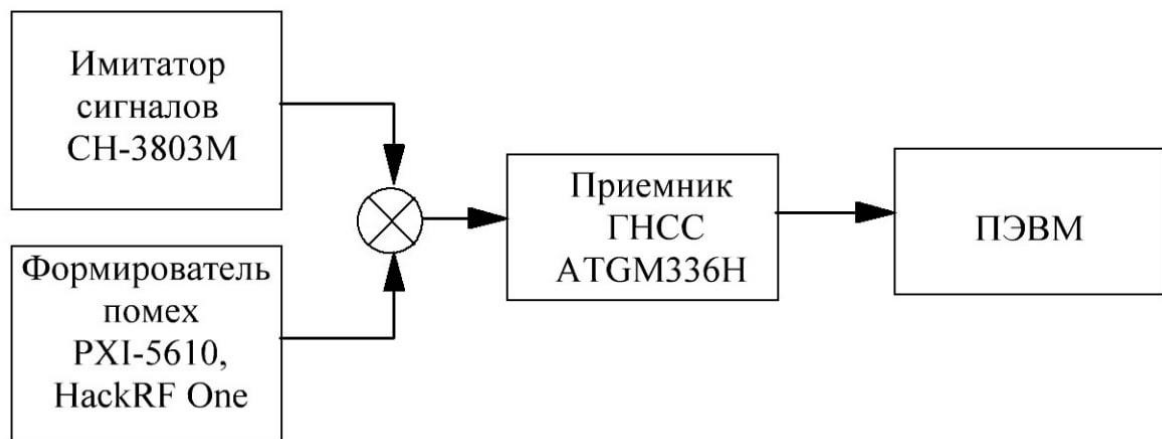 Имитатор
сигналов
СН-3803М
Формирователь
помех
PXI-5610,
HackRF One
Приемник
ГНСС
ATGM336H
ПЭВМ